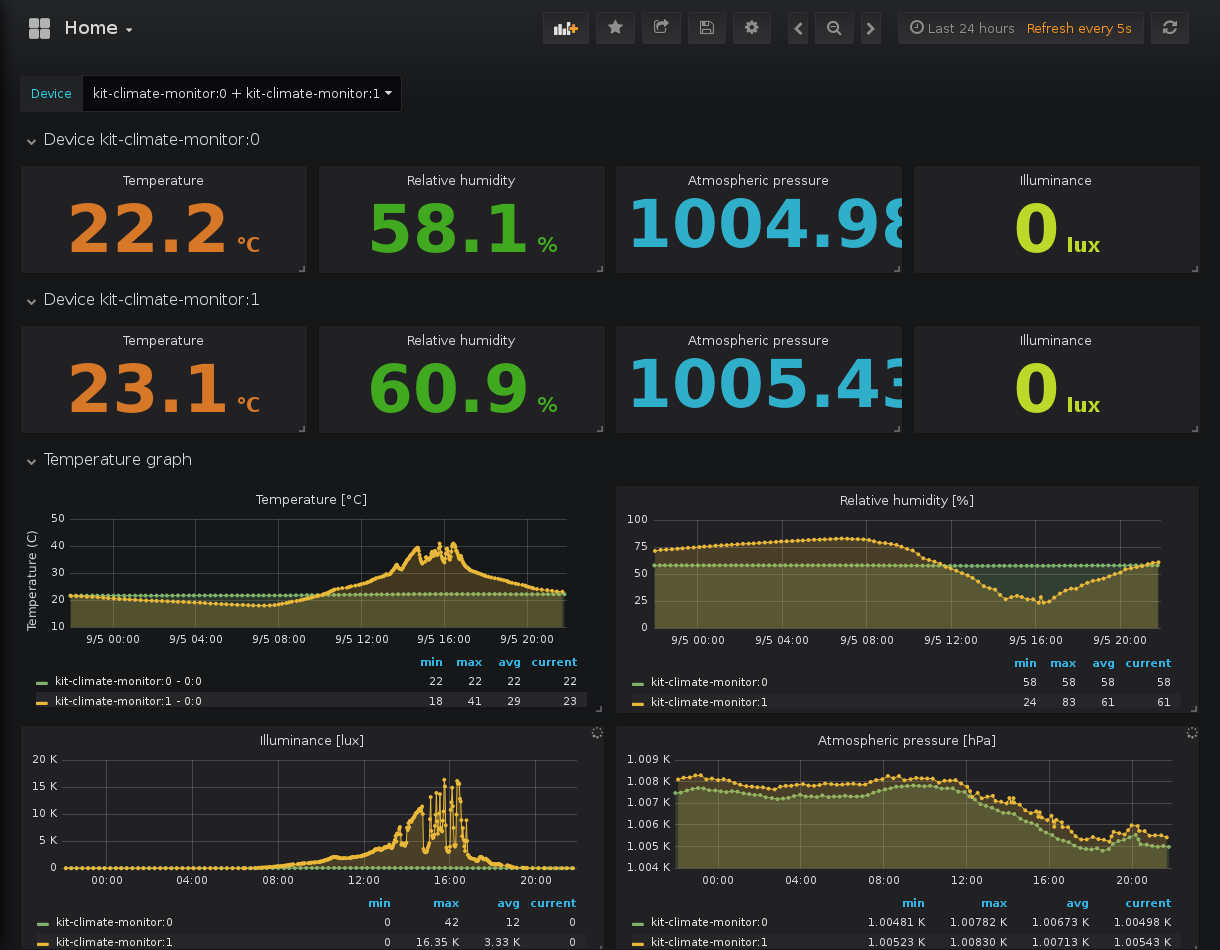 Home
Last 24 hours Refresh every 5s
Device kit-climate-monitor:0 + kit-climate-monitor:1
Device kit-climate-monitor:0
Temperature Relative humidity Atmospheric pressure Illuminance
22.2 °C 58.1 % 1004.98 0 lux
Device kit-climate-monitor:1
Temperature Relative humidity Atmospheric pressure Illuminance
23.1 °C 60.9 % 1005.43 0 lux
Temperature graph
Temperature [°C]
Temperature (C)
50
40
30
20
10
9/5 00:00 9/5 04:00 9/5 08:00 9/5 12:00 9/5 16:00 9/5 20:00
min max avg current
kit-climate-monitor:0 - 0:0 22 22 22 22
kit-climate-monitor:1 - 0:0 18 41 29 23
Relative humidity [%]
100
75
50
25
0
9/5 00:00 9/5 04:00 9/5 08:00 9/5 12:00 9/5 16:00 9/5 20:00
min max avg current
kit-climate-monitor:0 58 58 58 58
kit-climate-monitor:1 24 83 61 61
Illuminance [lux]
20 K
15 K
10 K
5 K
0
00:00 04:00 08:00 12:00 16:00 20:00
min max avg current
kit-climate-monitor:0 0 42 12 0
kit-climate-monitor:1 0 16.35 K 3.33 K 0
Atmospheric pressure [hPa]
1.009 K
1.008 K
1.007 K
1.006 K
1.005 K
1.004 K
00:00 04:00 08:00 12:00 16:00 20:00
min max avg current
kit-climate-monitor:0 1.00481 K 1.00782 K 1.00673 K 1.00498 K
kit-climate-monitor:1 1.00523 K 1.00830 K 1.00713 K 1.00543 K